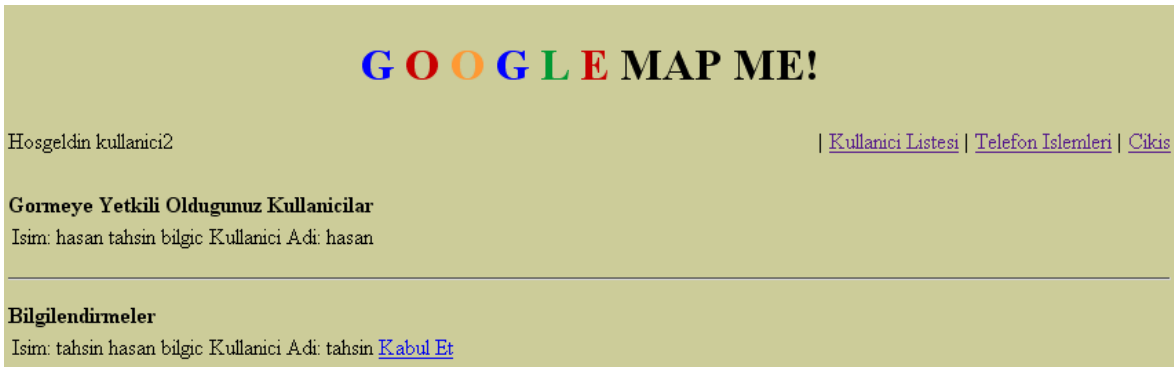 G O O G L E MAP ME!
Hosgeldin kullanici2 | Kullanici Listesi | Telefon Islemleri | Cikis
Gormeye Yetkili Oldugunuz Kullanicilar
Isim: hasan tahsin bilgic Kullanici Adi: hasan
Bilgilendirmeler
Isim: tahsin hasan bilgic Kullanici Adi: tahsin Kabul Et